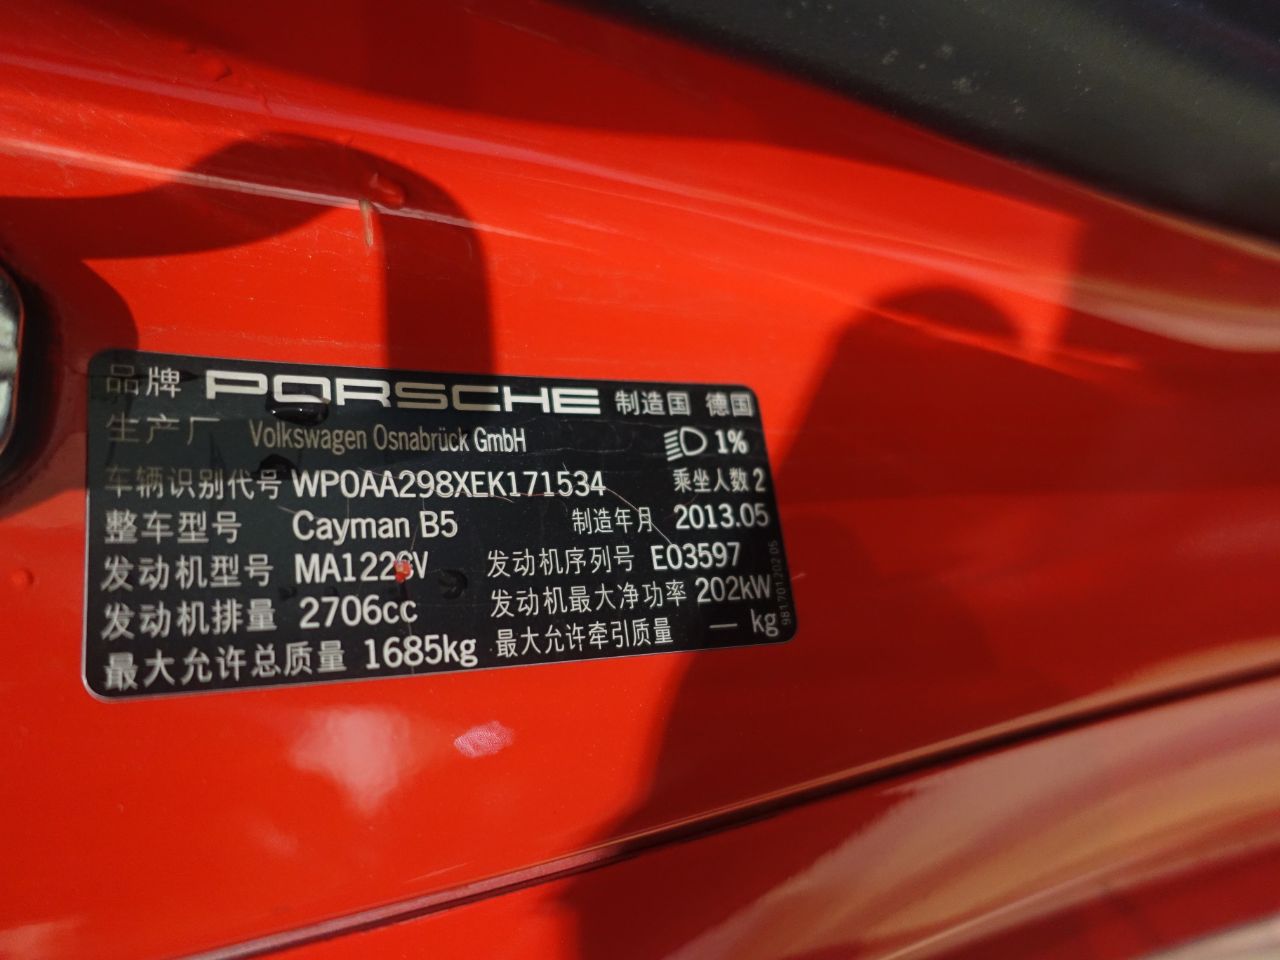 品牌 PORSCHE 制造国 德国
生产厂 Volkswagen Osnabrück GmbH 1%
车辆识别代号 WP0AA298XEK171534 乘坐人数 2
整车型号 Cayman B5 制造年月 2013.05
发动机型号 发动机序列号 E03597
发动机排量 2706cc 发动机最大净功率 202kW
最大允许总质量 1685kg 最大允许牵引质量 — kg
981.701.202.05